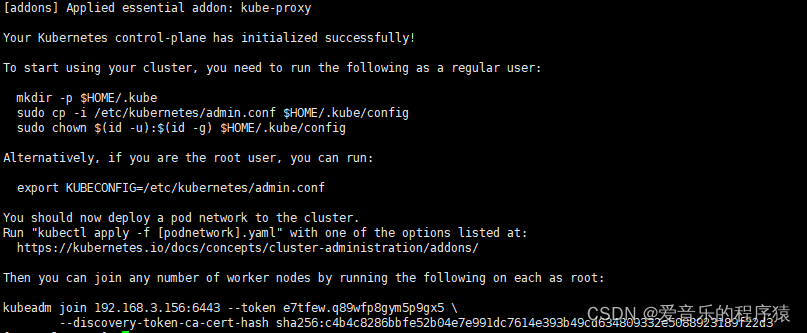 [addons] Applied essential addon: kube-proxy
Your Kubernetes control-plane has initialized successfully!
To start using your cluster, you need to run the following as a regular user:
mkdir -p $HOME/.kube
sudo cp -i /etc/kubernetes/admin.conf $HOME/.kube/config
sudo chown $(id -u):$(id -g) $HOME/.kube/config
Alternatively, if you are the root user, you can run:
export KUBECONFIG=/etc/kubernetes/admin.conf
You should now deploy a pod network to the cluster.
Run "kubectl apply -f [podnetwork].yaml" with one of the options listed at:
https://kubernetes.io/docs/concepts/cluster-administration/addons/
Then you can join any number of worker nodes by running the following on each as root:
kubeadm join 192.168.3.156:6443 --token e7tfew.q89wfp8gym5p9gx5 \
--discovery-token-ca-cert-hash
CSDN @爱音乐的程序猿